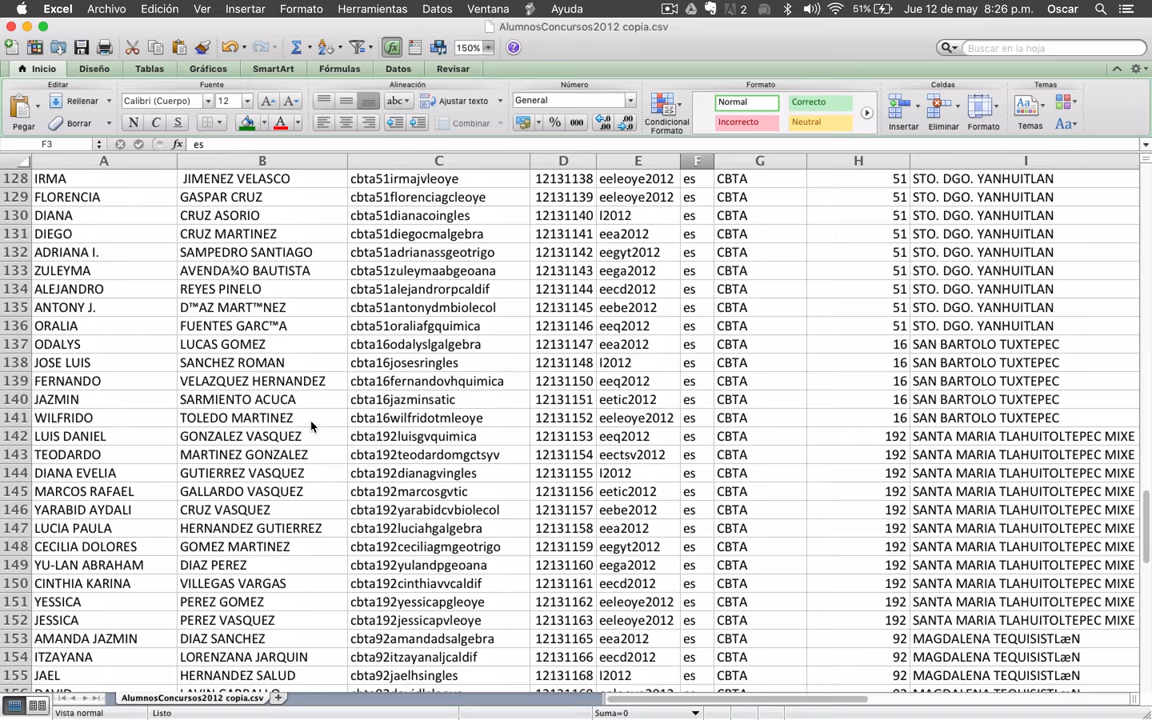 Excel Archivo Edición Ver Insertar Formato Herramientas Datos Ventana Ayuda 2 51% Jue 12 de may 8:26 p.m. Oscar
AlumnosConcursos2012 copia.csv
150% Buscar en la hoja
Inicio Diseño Tablas Gráficos SmartArt Fórmulas Datos Revisar
Editar Fuente Alineación Número Formato Celdas Temas
Rellenar Calibri (Cuerpo) 12 A A abc Ajustar texto General Normal Correcto
Pegar Borrar N C S A Combinar % 000 Condicional Formato Incorrecto Neutral Insertar Eliminar Formato Temas Aa
F3 fx es
A B C D E F G H I
128 IRMA JIMENEZ VELASCO cbta51irmajvleoye 12131138 eeleoye2012 es CBTA 51 STO. DGO. YANHUITLAN
129 FLORENCIA GASPAR CRUZ cbta51florenciagcleoye 12131139 eeleoye2012 es CBTA 51 STO. DGO. YANHUITLAN
130 DIANA CRUZ ASORIO cbta51dianacoingles 12131140 I2012 es CBTA 51 STO. DGO. YANHUITLAN
131 DIEGO CRUZ MARTINEZ cbta51diegocmalgebra 12131141 eea2012 es CBTA 51 STO. DGO. YANHUITLAN
132 ADRIANA I. SAMPEDRO SANTIAGO cbta51adrianassgeotrigo 12131142 eegyt2012 es CBTA 51 STO. DGO. YANHUITLAN
133 ZULEYMA AVENDA¾O BAUTISTA cbta51zuleymaabgeoana 12131143 eega2012 es CBTA 51 STO. DGO. YANHUITLAN
134 ALEJANDRO REYES PINELO cbta51alejandrorpcaldif 12131144 eecd2012 es CBTA 51 STO. DGO. YANHUITLAN
135 ANTONY J. D™AZ MART™NEZ cbta51antonydmbiolecol 12131145 eebe2012 es CBTA 51 STO. DGO. YANHUITLAN
136 ORALIA FUENTES GARC™A cbta51oraliafgquimica 12131146 eeq2012 es CBTA 51 STO. DGO. YANHUITLAN
137 ODALYS LUCAS GOMEZ cbta16odalyslgalgebra 12131147 eea2012 es CBTA 16 SAN BARTOLO TUXTEPEC
138 JOSE LUIS SANCHEZ ROMAN cbta16josesringles 12131148 I2012 es CBTA 16 SAN BARTOLO TUXTEPEC
139 FERNANDO VELAZQUEZ HERNANDEZ cbta16fernandovhquimica 12131150 eeq2012 es CBTA 16 SAN BARTOLO TUXTEPEC
140 JAZMIN SARMIENTO ACUCA cbta16jazminsatic 12131151 eetic2012 es CBTA 16 SAN BARTOLO TUXTEPEC
141 WILFRIDO TOLEDO MARTINEZ cbta16wilfridotmleoye 12131152 eeleoye2012 es CBTA 16 SAN BARTOLO TUXTEPEC
142 LUIS DANIEL GONZALEZ VASQUEZ cbta192luisgvquimica 12131153 eeq2012 es CBTA 192 SANTA MARIA TLAHUITOLTEPEC MIXE
143 TEODARDO MARTINEZ GONZALEZ cbta192teodardomgctsyv 12131154 eectsv2012 es CBTA 192 SANTA MARIA TLAHUITOLTEPEC MIXE
144 DIANA EVELIA GUTIERREZ VASQUEZ cbta192dianagvingles 12131155 I2012 es CBTA 192 SANTA MARIA TLAHUITOLTEPEC MIXE
145 MARCOS RAFAEL GALLARDO VASQUEZ cbta192marcosgvtic 12131156 eetic2012 es CBTA 192 SANTA MARIA TLAHUITOLTEPEC MIXE
146 YARABID AYDALI CRUZ VASQUEZ cbta192yarabidcvbiolecol 12131157 eebe2012 es CBTA 192 SANTA MARIA TLAHUITOLTEPEC MIXE
147 LUCIA PAULA HERNANDEZ GUTIERREZ cbta192luciahgalgebra 12131158 eea2012 es CBTA 192 SANTA MARIA TLAHUITOLTEPEC MIXE
148 CECILIA DOLORES GOMEZ MARTINEZ cbta192ceciliagmgeotrigo 12131159 eegyt2012 es CBTA 192 SANTA MARIA TLAHUITOLTEPEC MIXE
149 YU-LAN ABRAHAM DIAZ PEREZ cbta192yulandpgeoana 12131160 eega2012 es CBTA 192 SANTA MARIA TLAHUITOLTEPEC MIXE
150 CINTHIA KARINA VILLEGAS VARGAS cbta192cinthiavvcaldif 12131161 eecd2012 es CBTA 192 SANTA MARIA TLAHUITOLTEPEC MIXE
151 YESSICA PEREZ GOMEZ cbta192yessicapgleoye 12131162 eeleoye2012 es CBTA 192 SANTA MARIA TLAHUITOLTEPEC MIXE
152 JESSICA PEREZ VASQUEZ cbta192jessicapvleoye 12131163 eeleoye2012 es CBTA 192 SANTA MARIA TLAHUITOLTEPEC MIXE
153 AMANDA JAZMIN DIAZ SANCHEZ cbta92amandadsalgebra 12131165 eea2012 es CBTA 92 MAGDALENA TEQUISISTLæN
154 ITZAYANA LORENZANA JARQUIN cbta92itzayanaljcaldif 12131166 eecd2012 es CBTA 92 MAGDALENA TEQUISISTLæN
155 JAEL HERNANDEZ SALUD cbta92jaelhsingles 12131168 I2012 es CBTA 92 MAGDALENA TEQUISISTLæN
AlumnosConcursos2012 copia.csv
Vista normal Listo Suma=0